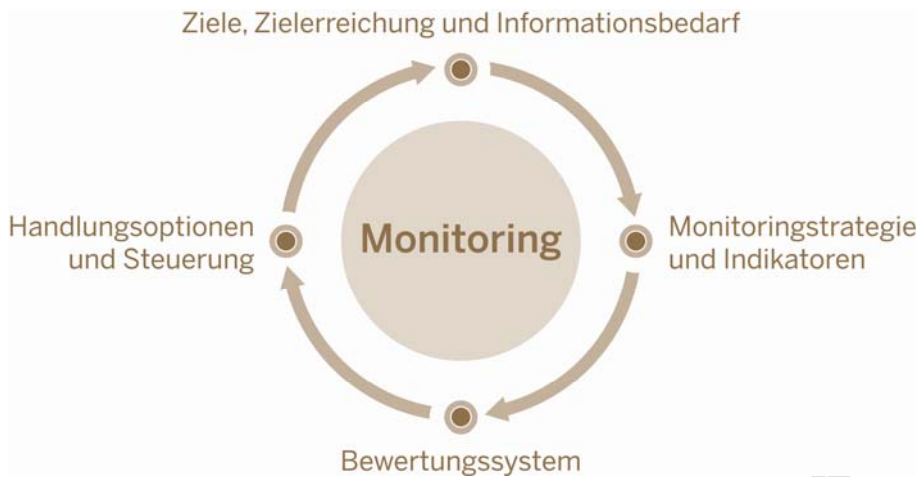 Ziele, Zielerreichung und Informationsbedarf
Handlungsoptionen
und Steuerung
Monitoring
Monitoringstrategie
und Indikatoren
Bewertungssystem